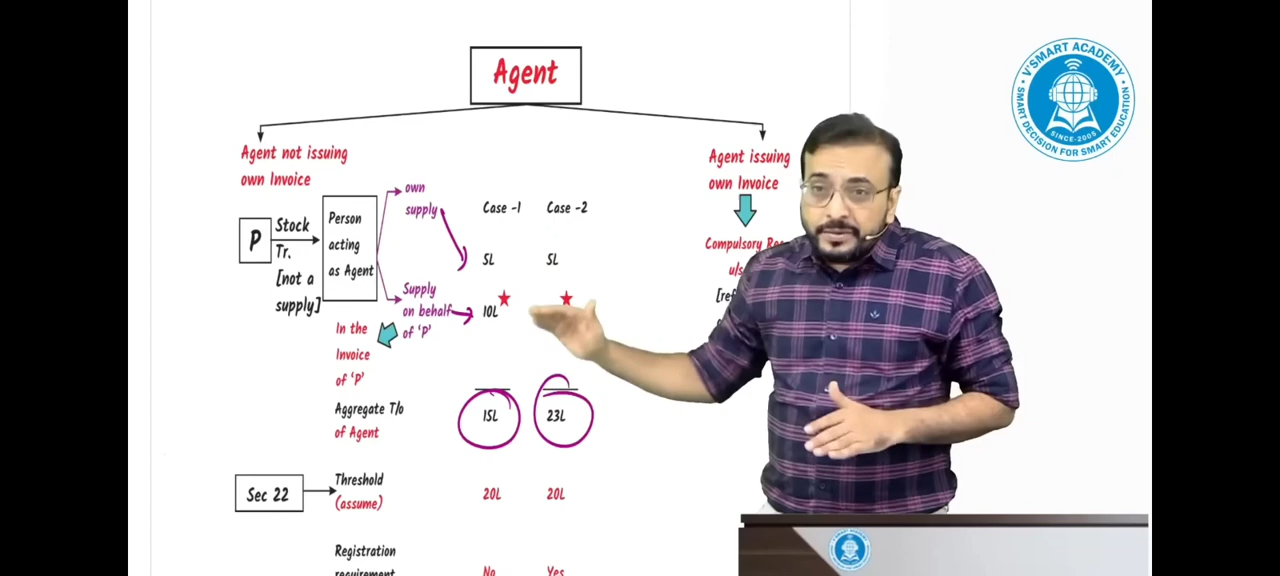 Agent
Agent not issuing
own Invoice
P
Stock
Tr.
[not a
supply]
Person
acting
as Agent
own
supply
Supply
on behalf
of 'P'
In the
Invoice
of 'P'
Case -1
Case -2
5L
5L
10L
Aggregate T/o
of Agent
15L
23L
Sec 22
Threshold
(assume)
20L
20L
Registration
requirement
No
Yes
Agent issuing
own Invoice
Compulsory
u/s
V'SMART ACADEMY
SMART DECISION FOR SMART EDUCATION
SINCE-2005